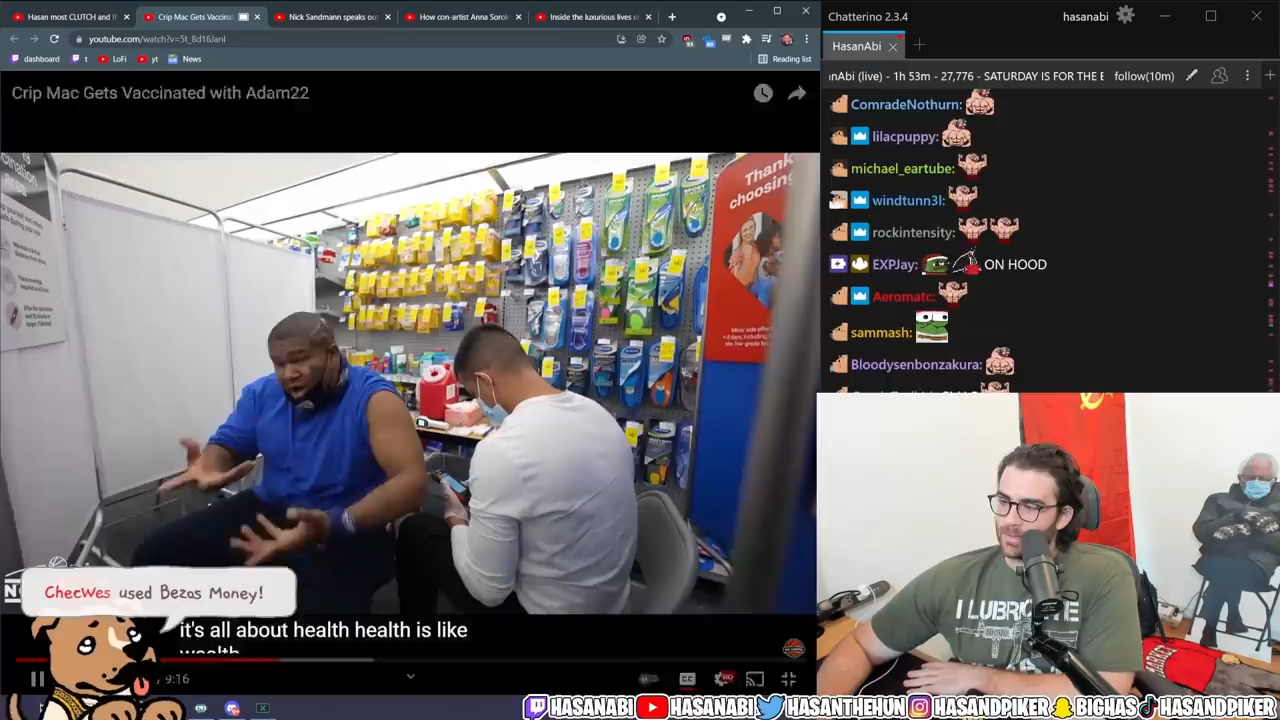 Hasan most CLUTCH and t
Crip Mac Gets Vaccinat
Nick Sandmann speaks ou
How con-artist Anna Sorok
Inside the luxurious lives o
youtube.com/watch?v=5t_8d16JanI
dashboard
t
LoFi
yt
News
Reading list
Crip Mac Gets Vaccinated with Adam22
Thank
choosing
ChecWes used Bezos Money!
it's all about health health is like
wealth
9:16
Chatterino 2.3.4
hasanabi
HasanAbi
nAbi (live) - 1h 53m - 27,776 - SATURDAY IS FOR THE E
follow(10m)
ComradeNothurn:
lilacpuppy:
michael_eartube:
windtunn3l:
rockintensity:
EXPJay: ON HOOD
Aeromatc:
sammash:
Bloodysenbonzakura:
I LUBRICATE
HASANABI
HASANABI
HASANTHEHUN
HASANDPIKER
BIGHAS
HASANDPIKER